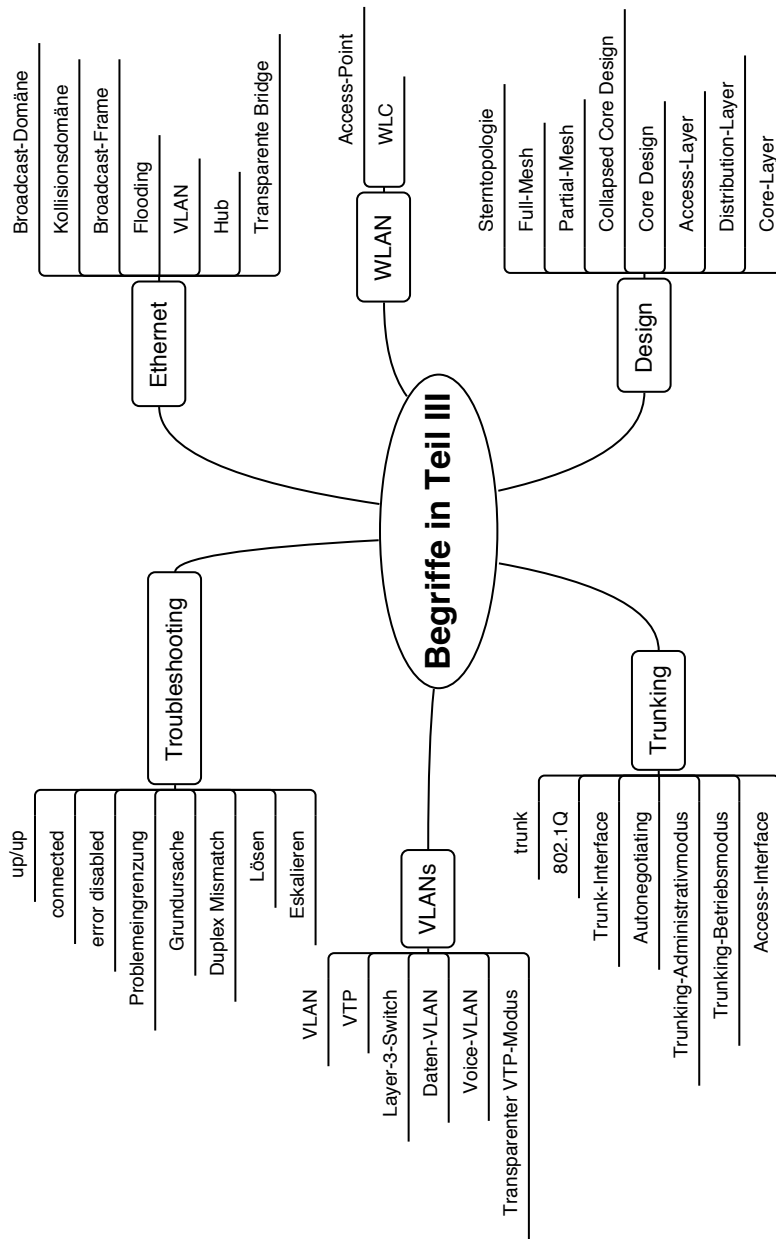 Begriffe in Teil III
Troubleshooting
up/up
connected
error disabled
Problemeingrenzung
Grundursache
Duplex Mismatch
Lösen
Eskalieren
Ethernet
Broadcast-Domäne
Kollisionsdomäne
Broadcast-Frame
Flooding
VLAN
Hub
Transparente Bridge
VLANs
VLAN
VTP
Layer-3-Switch
Daten-VLAN
Voice-VLAN
Transparenter VTP-Modus
WLAN
Access-Point
WLC
Trunking
trunk
802.1Q
Trunk-Interface
Autonegotiating
Trunking-Administrativmodus
Trunking-Betriebsmodus
Access-Interface
Design
Sterntopologie
Full-Mesh
Partial-Mesh
Collapsed Core Design
Core Design
Access-Layer
Distribution-Layer
Core-Layer